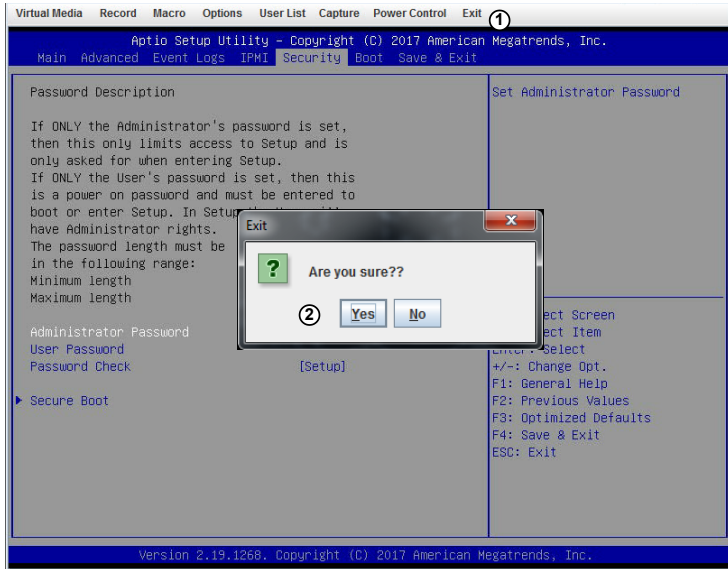 Virtual Media Record Macro Options User List Capture Power Control Exit ①
Aptio Setup Utility – Copyright (C) 2017 American Megatrends, Inc.
Main Advanced Event Logs IPMI Security Boot Save & Exit
Password Description
If ONLY the Administrator's password is set,
then this only limits access to Setup and is
only asked for when entering Setup.
If ONLY the User's password is set, then this
is a power on password and must be entered to
boot or enter Setup. In Setup
have Administrator rights.
The password length must be
in the following range:
Minimum length
Maximum length
Administrator Password
User Password
Password Check [Setup]
Secure Boot
Set Administrator Password
Exit
x
?
Are you sure??
② Yes No
Screen
Item
Enter: Select
+/-: Change Opt.
F1: General Help
F2: Previous Values
F3: Optimized Defaults
F4: Save & Exit
ESC: Exit
Version 2.19.1268. Copyright (C) 2017 American Megatrends, Inc.